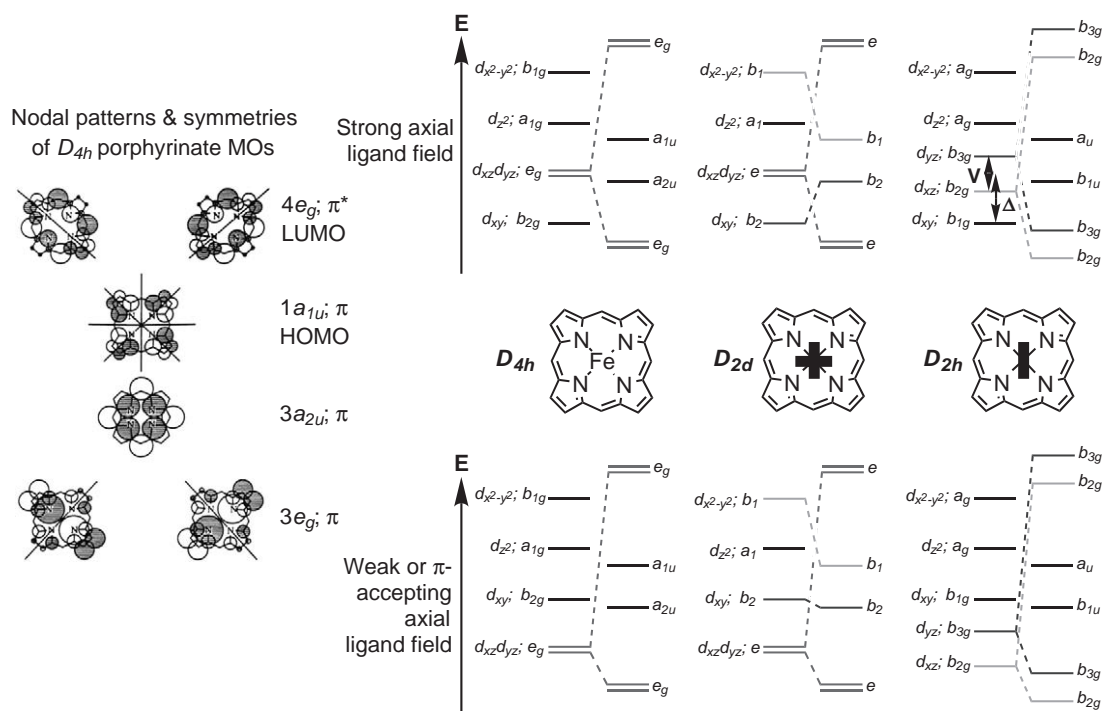 Nodal patterns & symmetries
of D4h porphyrinate MOs
4eg; π*
LUMO
1a1u; π
HOMO
3a2u; π
3eg; π
N N
N N
E
Strong axial
ligand field
dx²-y²; b1g
dz²; a1g
dxzdyz; eg
dxy; b2g
eg
a1u
a2u
eg
dx²-y²; b1
dz²; a1
dxzdyz; e
dxy; b2
e
b1
b2
e
dx²-y²; ag
dz²; ag
dyz; b3g
V
dxz; b2g
Δ
dxy; b1g
b3g
b2g
au
b1u
b3g
b2g
D4h
N N
Fe
N N
D2d
N N
N N
D2h
N N
N N
E
Weak or π-
accepting
axial
ligand field
dx²-y²; b1g
dz²; a1g
dxy; b2g
dxzdyz; eg
eg
a1u
a2u
eg
dx²-y²; b1
dz²; a1
dxy; b2
dxzdyz; e
e
b1
b2
e
dx²-y²; ag
dz²; ag
dxy; b1g
dyz; b3g
dxz; b2g
b3g
b2g
au
b1u
b3g
b2g